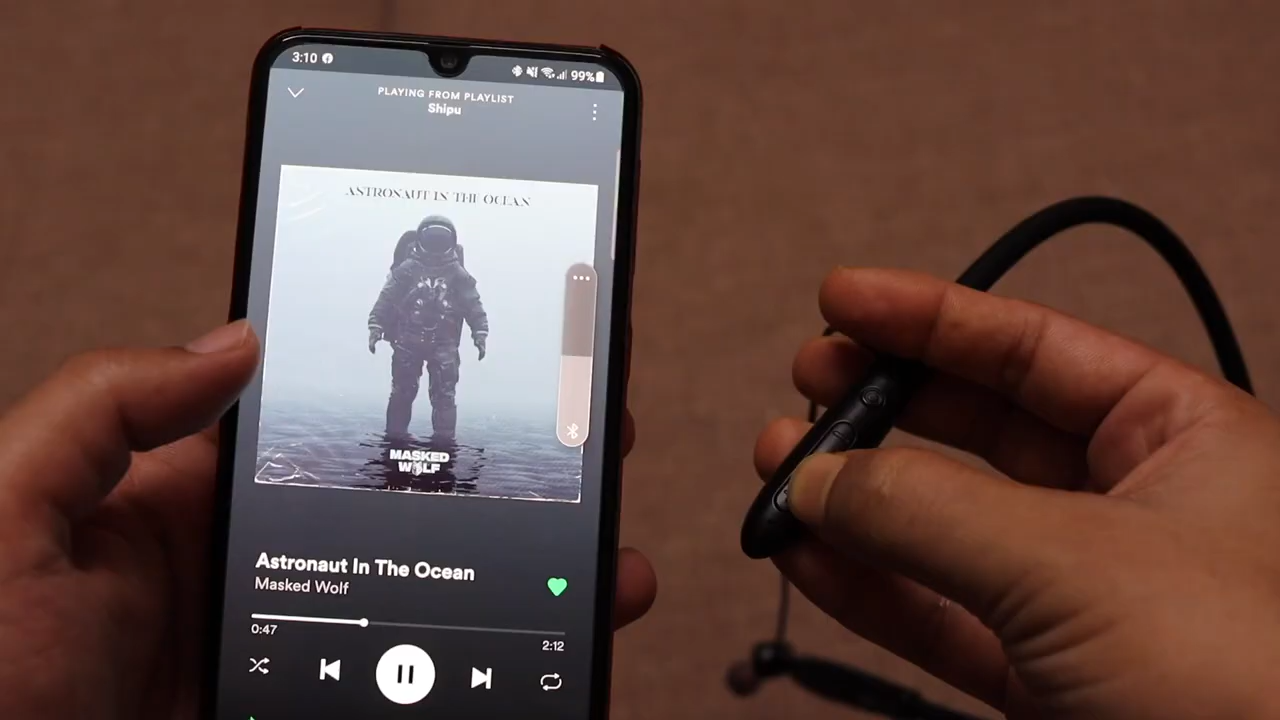 3:10
99%
PLAYING FROM PLAYLIST
Shipu
ASTRONAUT IN THE OCEAN
MASKED
WOLF
Astronaut In The Ocean
Masked Wolf
0:47
2:12